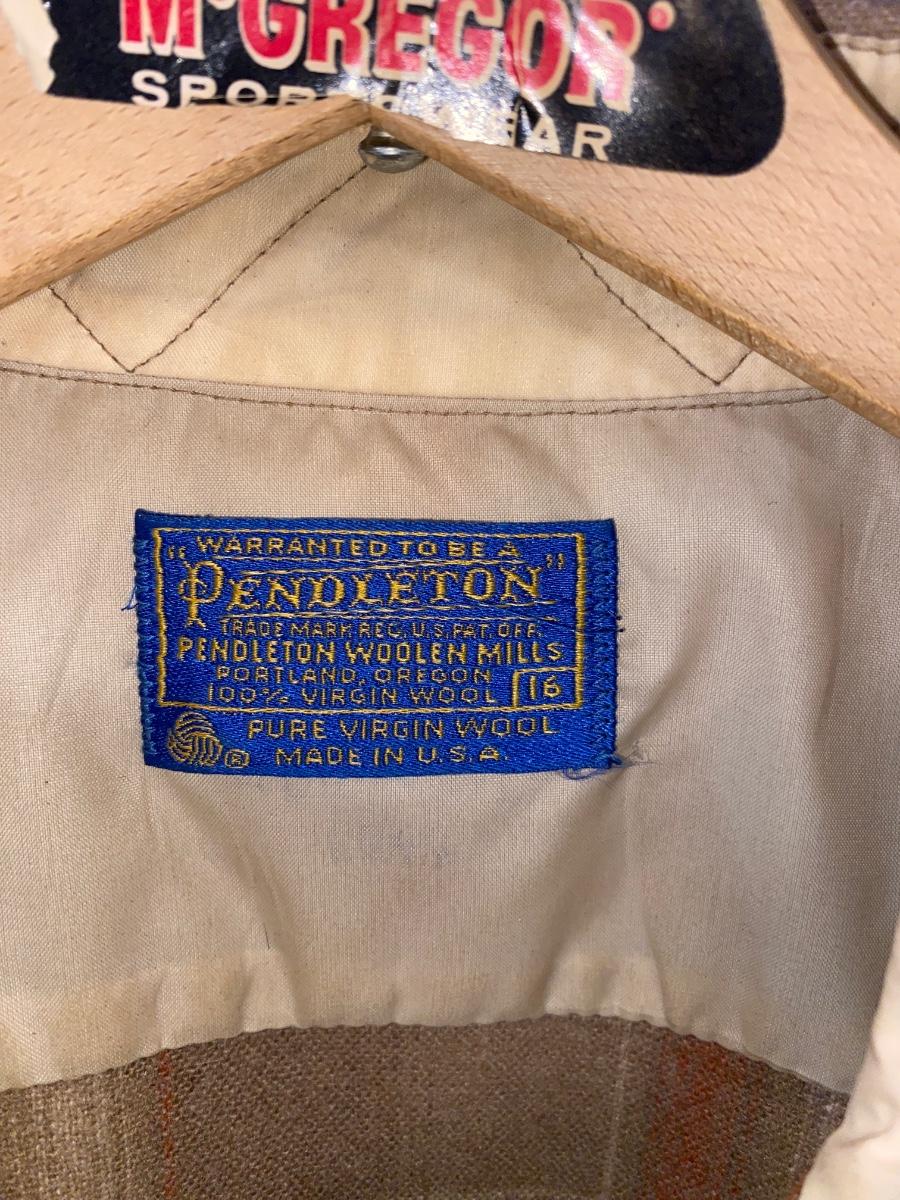 McGREGOR®
SPORTSWEAR
"WARRANTED TO BE A
PENDLETON"
TRADE MARK REG. U.S. PAT. OFF.
PENDLETON WOOLEN MILLS
PORTLAND, OREGON
100% VIRGIN WOOL 16
PURE VIRGIN WOOL
® MADE IN U.S.A.